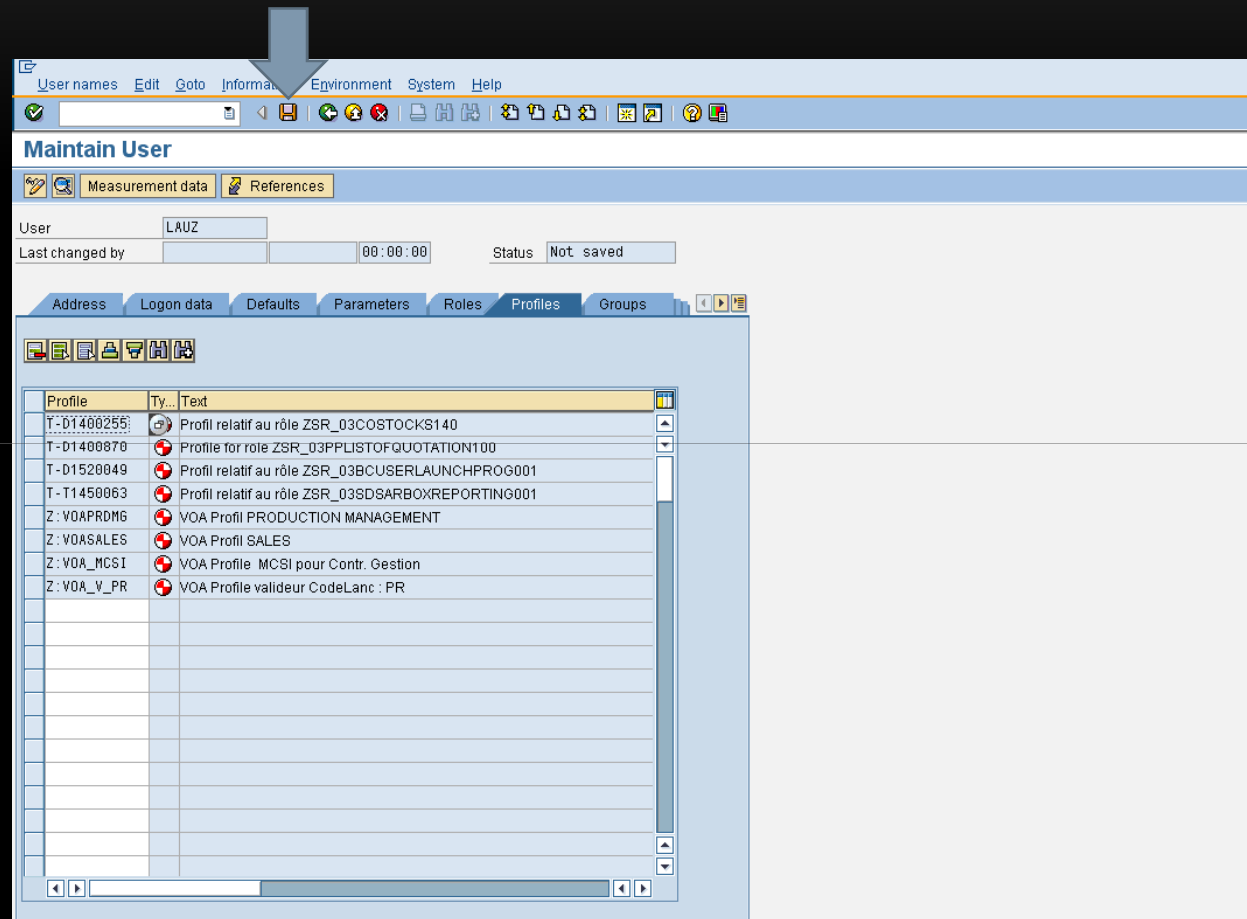 User names Edit Goto Informat Environment System Help
Maintain User
Measurement data References
User LAUZ
Last changed by 00:00:00 Status Not saved
Address Logon data Defaults Parameters Roles Profiles Groups
Profile Ty... Text
T-D1400255 Profil relatif au rôle ZSR_03COSTOCKS140
T-D1400870 Profile for role ZSR_03PPLISTOFQUOTATION100
T-D1520049 Profil relatif au rôle ZSR_03BCUSERLAUNCHPROG001
T-T1450063 Profil relatif au rôle ZSR_03SDSARBOXREPORTING001
Z:VOAPRDMG VOA Profil PRODUCTION MANAGEMENT
Z:VOASALES VOA Profil SALES
Z:VOA_MCSI VOA Profile MCSI pour Contr. Gestion
Z:VOA_V_PR VOA Profile valideur CodeLanc : PR